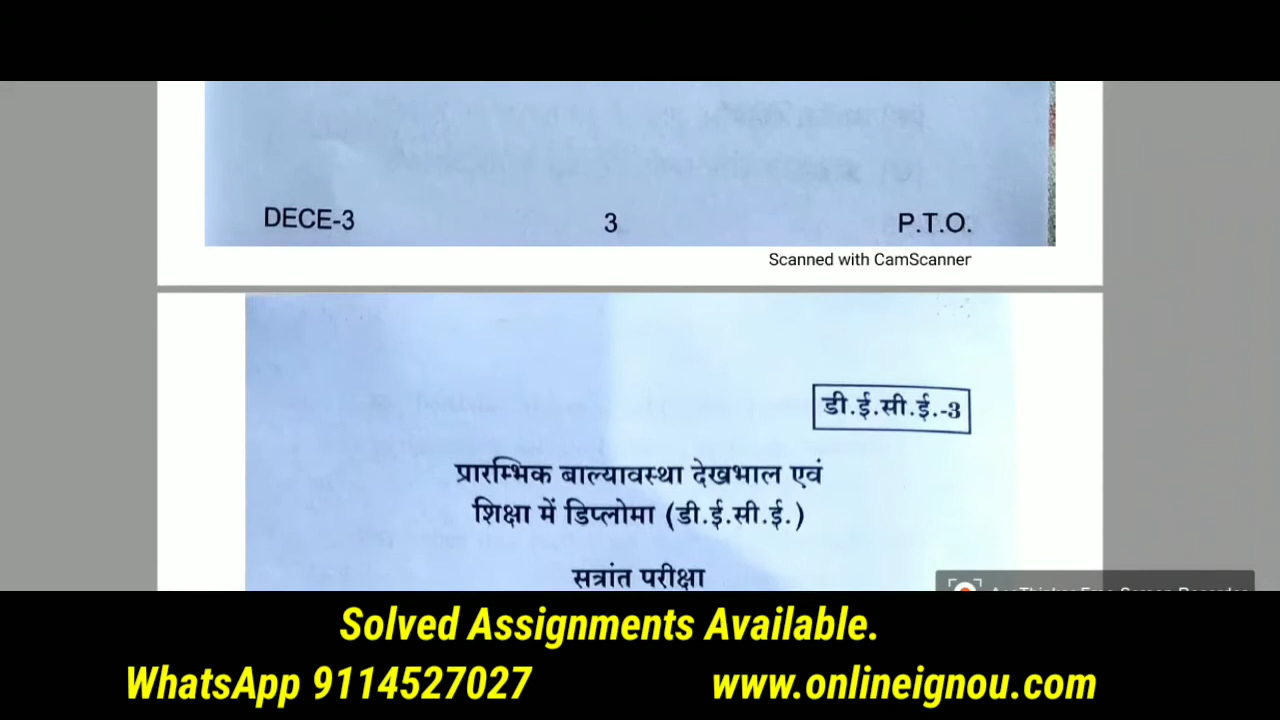 DECE-3 3 P.T.O.
Scanned with CamScanner
डी.ई.सी.ई.-3
प्रारम्भिक बाल्यावस्था देखभाल एवं
शिक्षा में डिप्लोमा (डी.ई.सी.ई.)
सत्रांत परीक्षा
Solved Assignments Available.
WhatsApp 9114527027 www.onlineignou.com